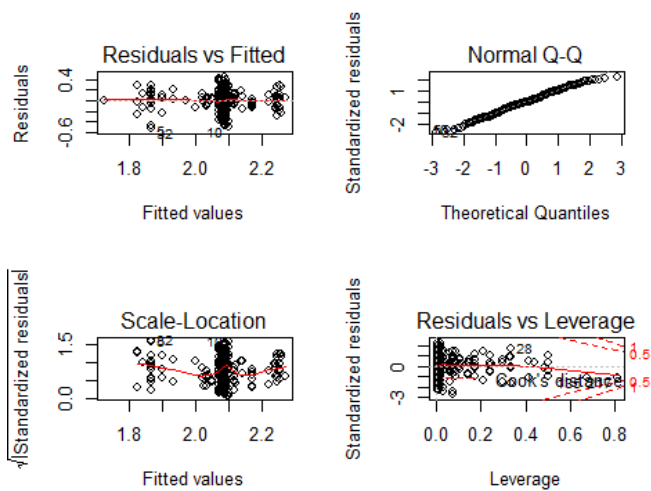 Residuals vs Fitted
Residuals
0.4
-0.6
1.8
2.0
2.2
Fitted values
Normal Q-Q
Standardized residuals
1
-2
-3
-2
-1
0
1
2
3
Theoretical Quantiles
Scale-Location
√|Standardized residuals|
1.5
0.0
1.8
2.0
2.2
Fitted values
Residuals vs Leverage
Standardized residuals
0
-3
28
Cook's distance
1
0.5
0.5
1
0.0
0.2
0.4
0.6
0.8
Leverage